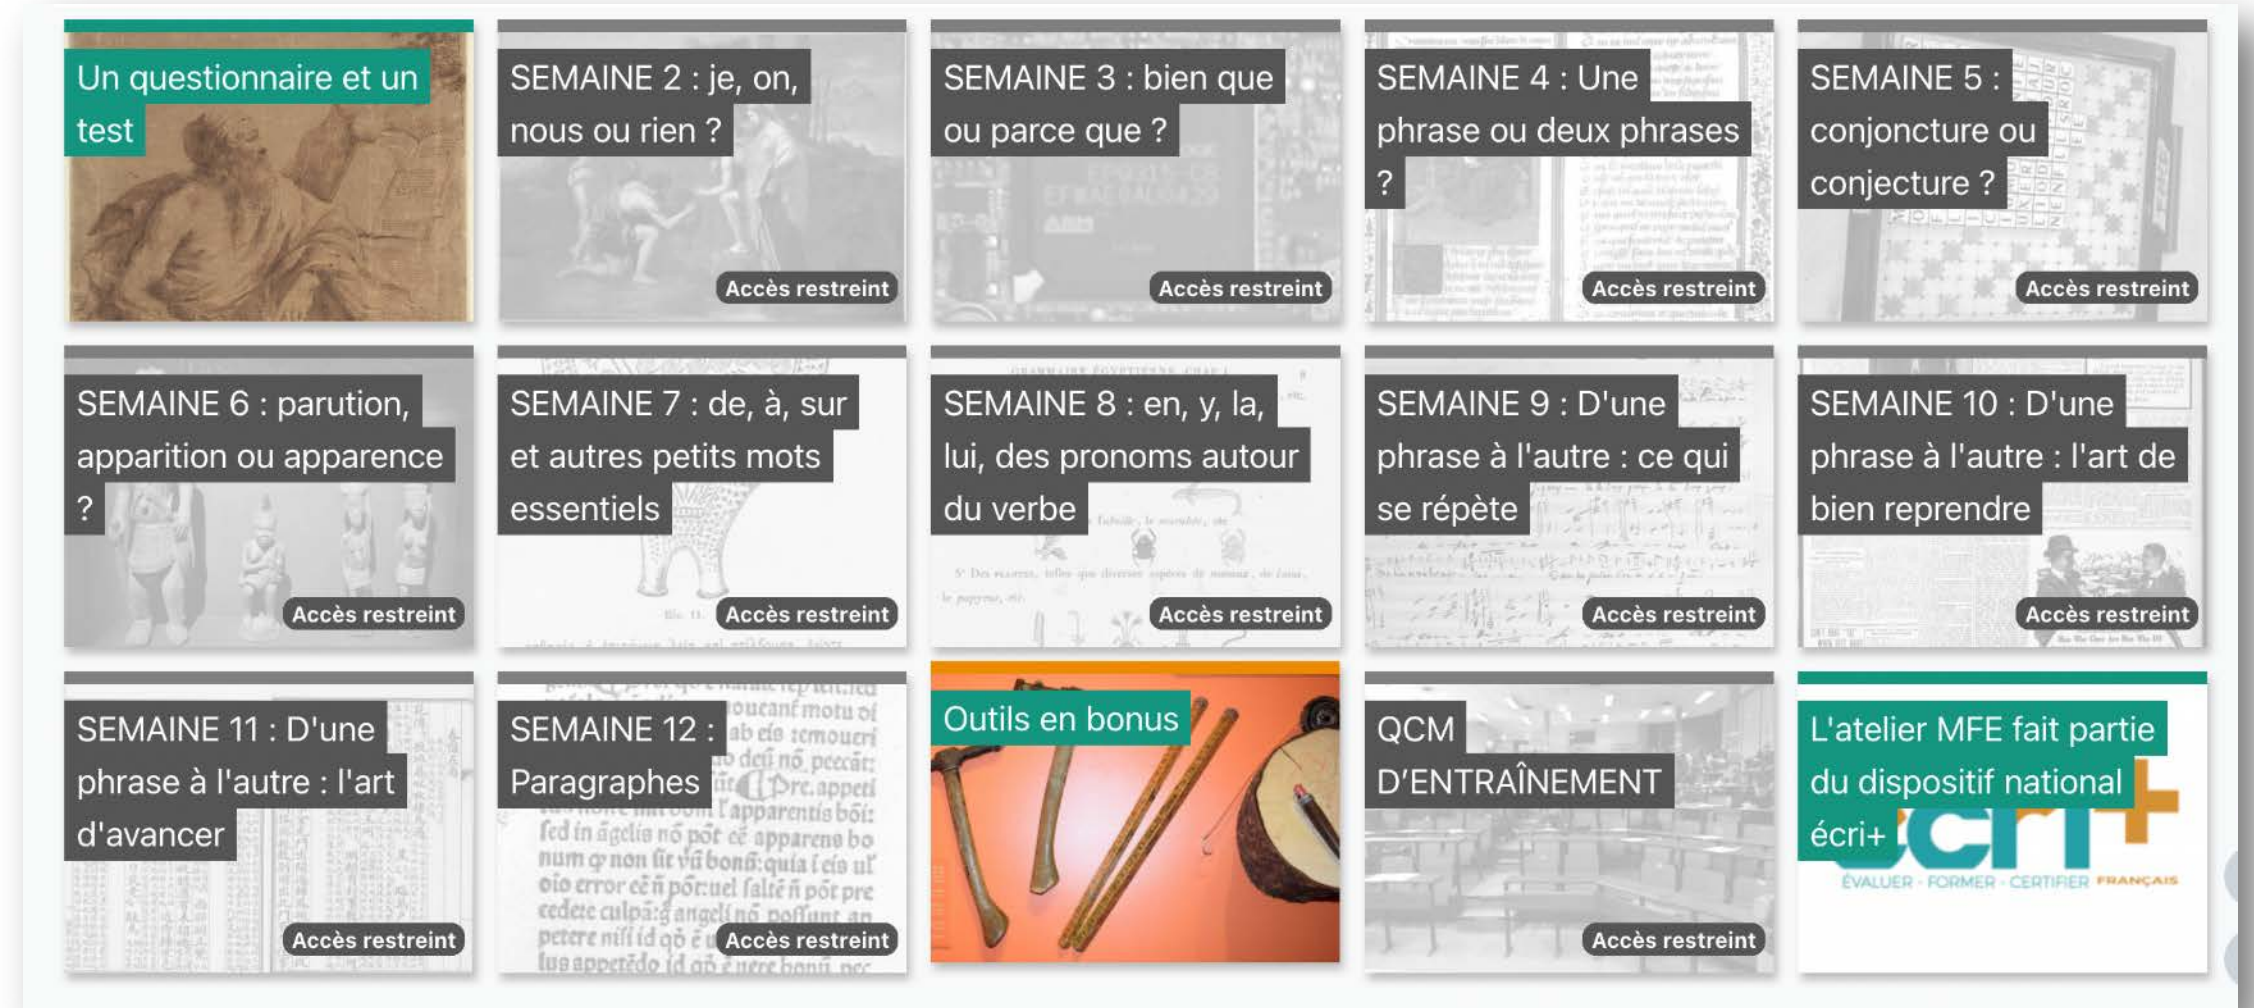 Un questionnaire et un
test
SEMAINE 2 : je, on,
nous ou rien ?
Accès restreint
SEMAINE 3 : bien que
ou parce que ?
Accès restreint
SEMAINE 4 : Une
phrase ou deux phrases
?
Accès restreint
SEMAINE 5 :
conjoncture ou
conjecture ?
Accès restreint
SEMAINE 6 : parution,
apparition ou apparence
?
Accès restreint
SEMAINE 7 : de, à, sur
et autres petits mots
essentiels
Accès restreint
GRAMMAIRE ÉGYPTIENNE, CHAP I
SEMAINE 8 : en, y, la,
lui, des pronoms autour
du verbe
Accès restreint
SEMAINE 9 : D'une
phrase à l'autre : ce qui
se répète
Accès restreint
SEMAINE 10 : D'une
phrase à l'autre : l'art de
bien reprendre
Accès restreint
SEMAINE 11 : D'une
phrase à l'autre : l'art
d'avancer
Accès restreint
SEMAINE 12 :
Paragraphes
Accès restreint
Outils en bonus
QCM
D'ENTRAÎNEMENT
Accès restreint
L'atelier MFE fait partie
du dispositif national
écri+
ÉVALUER - FORMER - CERTIFIER FRANÇAIS